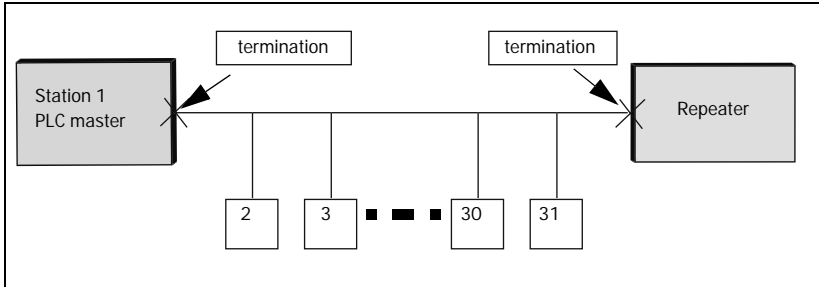 termination
termination
Station 1
PLC master
Repeater
2
3
30
31